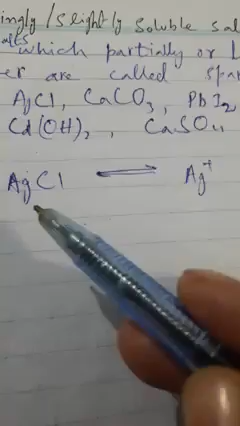 ingly/slightly soluble sal
which partially or L
er are called spar
AgCl, CaCO3, PbI2
Cd(OH)2, CaSO4
AgCl ⇌ Ag+